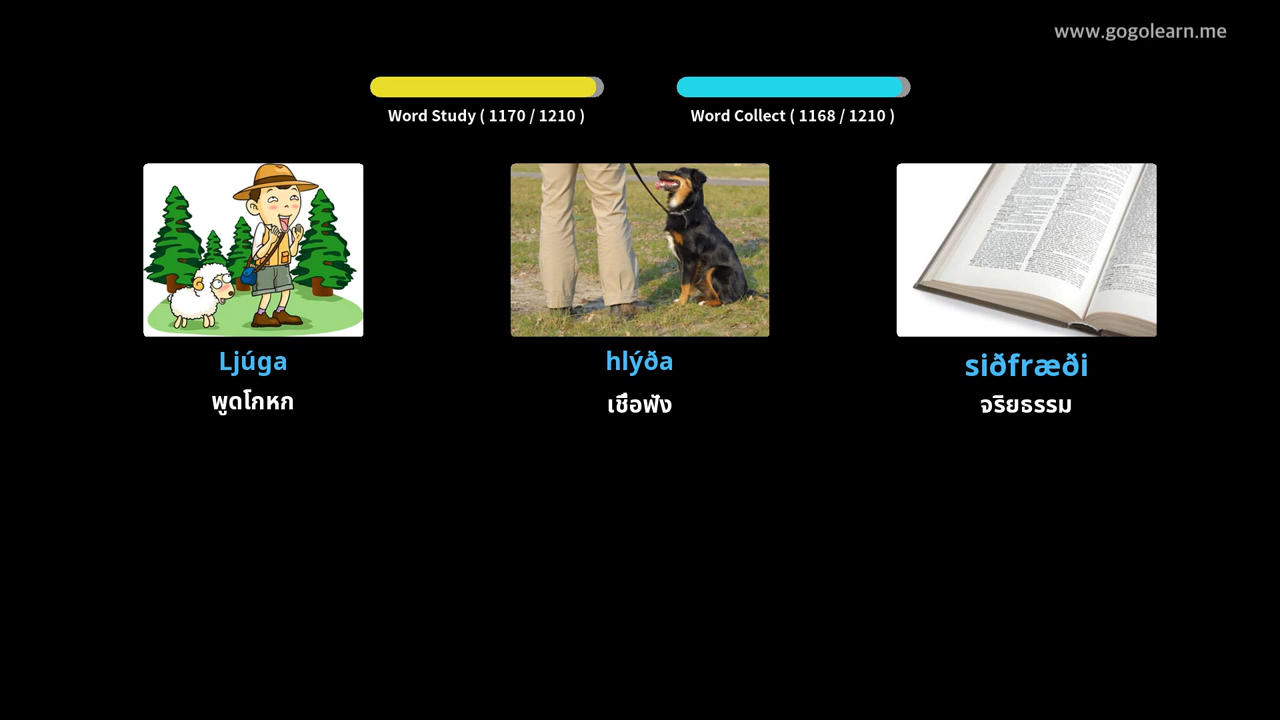 www.gogolearn.me
Word Study ( 1170 / 1210 )
Word Collect ( 1168 / 1210 )
Ljúga
hlýða
siðfræði
พูดโกหก
เชื่อฟัง
จริยธรรม